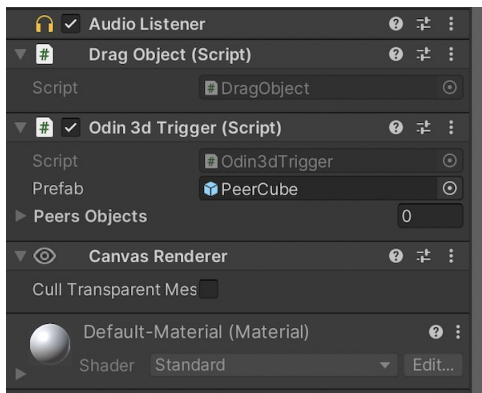 Audio Listener
Drag Object (Script)
Script # DragObject
# Odin 3d Trigger (Script)
Script # Odin3dTrigger
Prefab PeerCube
Peers Objects 0
Canvas Renderer
Cull Transparent Mes
Default-Material (Material)
Shader Standard Edit...